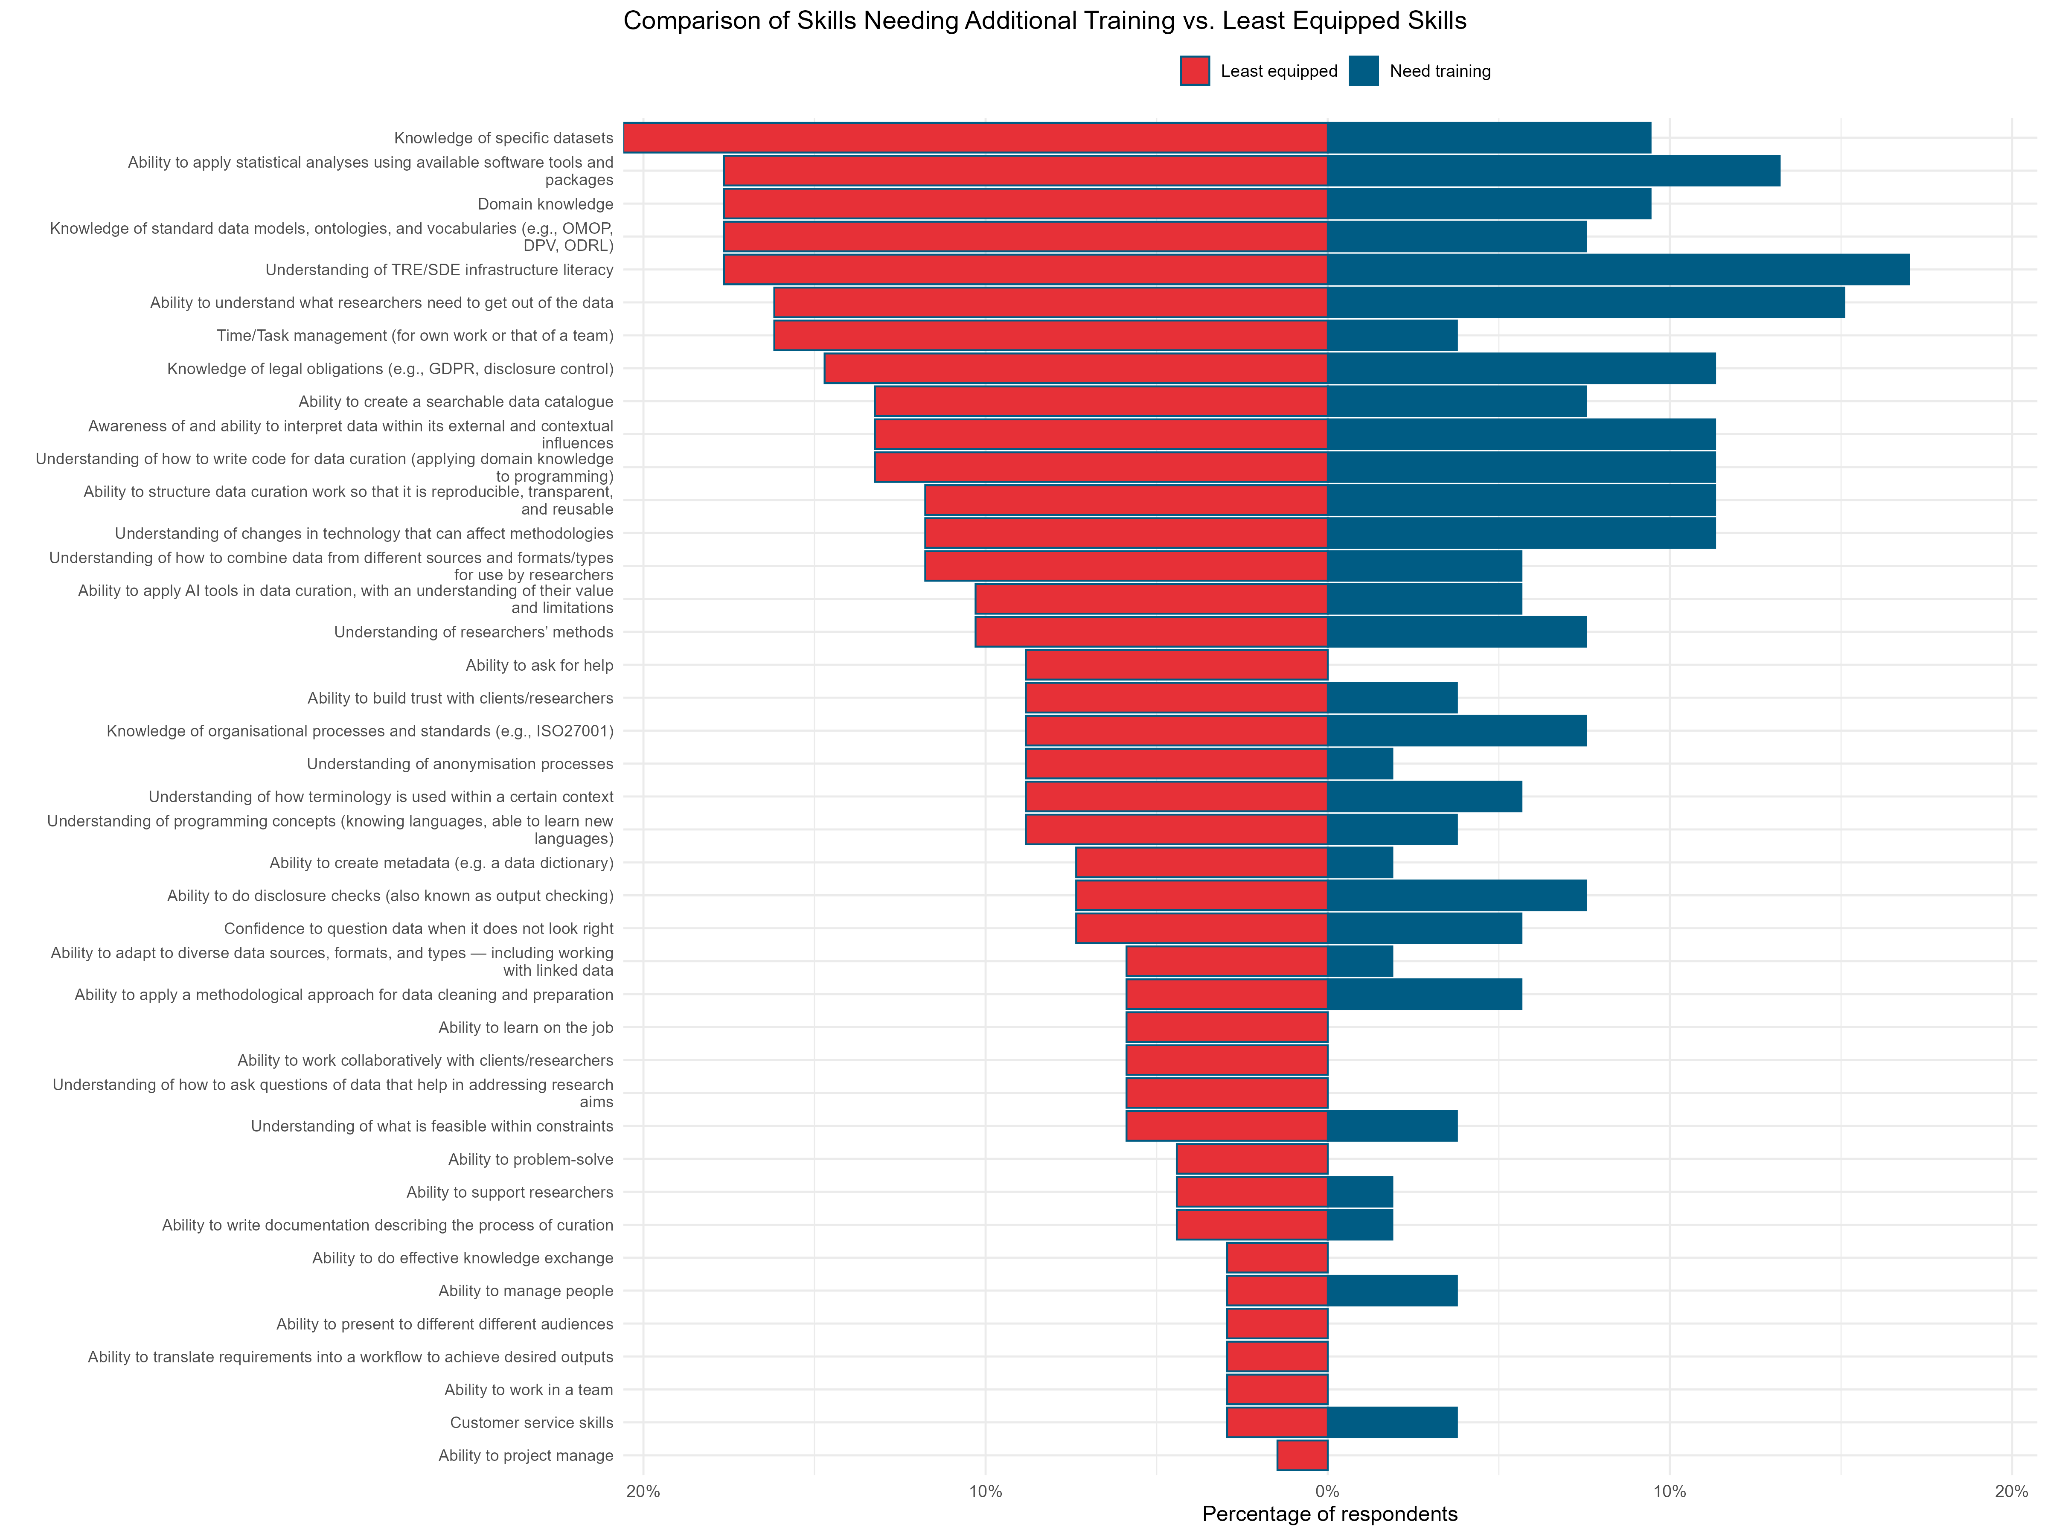 Comparison of Skills Needing Additional Training vs. Least Equipped Skills
Least equipped
Need training
Knowledge of specific datasets
Ability to apply statistical analyses using available software tools and
packages
Domain knowledge
Knowledge of standard data models, ontologies, and vocabularies (e.g., OMOP,
DPV, ODRL)
Understanding of TRE/SDE infrastructure literacy
Ability to understand what researchers need to get out of the data
Time/Task management (for own work or that of a team)
Knowledge of legal obligations (e.g., GDPR, disclosure control)
Ability to create a searchable data catalogue
Awareness of and ability to interpret data within its external and contextual
influences
Understanding of how to write code for data curation (applying domain knowledge
to programming)
Ability to structure data curation work so that it is reproducible, transparent,
and reusable
Understanding of changes in technology that can affect methodologies
Understanding of how to combine data from different sources and formats/types
for use by researchers
Ability to apply AI tools in data curation, with an understanding of their value
and limitations
Understanding of researchers' methods
Ability to ask for help
Ability to build trust with clients/researchers
Knowledge of organisational processes and standards (e.g., ISO27001)
Understanding of anonymisation processes
Understanding of how terminology is used within a certain context
Understanding of programming concepts (knowing languages, able to learn new
languages)
Ability to create metadata (e.g. a data dictionary)
Ability to do disclosure checks (also known as output checking)
Confidence to question data when it does not look right
Ability to adapt to diverse data sources, formats, and types — including working
with linked data
Ability to apply a methodological approach for data cleaning and preparation
Ability to learn on the job
Ability to work collaboratively with clients/researchers
Understanding of how to ask questions of data that help in addressing research
aims
Understanding of what is feasible within constraints
Ability to problem-solve
Ability to support researchers
Ability to write documentation describing the process of curation
Ability to do effective knowledge exchange
Ability to manage people
Ability to present to different different audiences
Ability to translate requirements into a workflow to achieve desired outputs
Ability to work in a team
Customer service skills
Ability to project manage
20% 10% 0% 10% 20%
Percentage of respondents